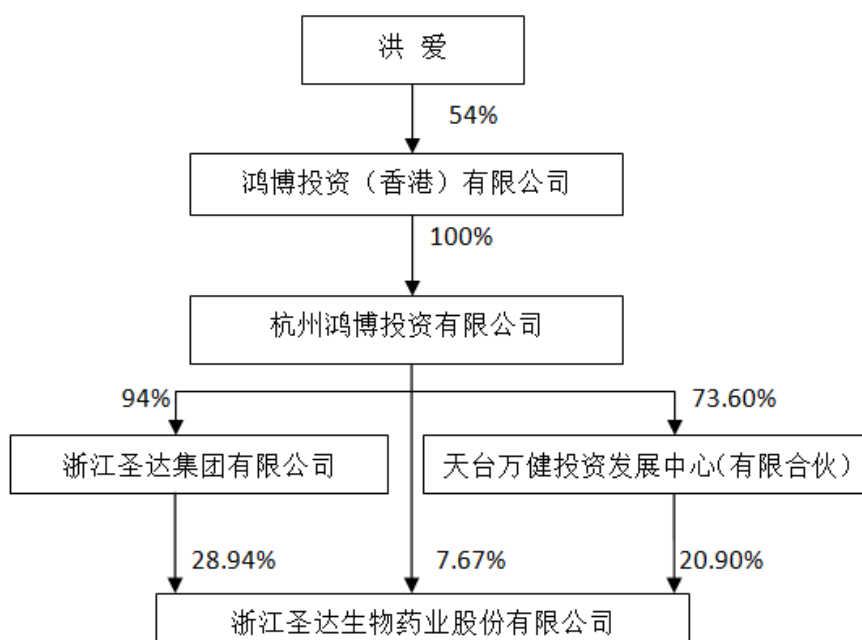 洪 爱
54%
鸿博投资（香港）有限公司
100%
杭州鸿博投资有限公司
94%
73.60%
浙江圣达集团有限公司
天台万健投资发展中心(有限合伙）
28.94%
7.67%
20.90%
浙江圣达生物药业股份有限公司